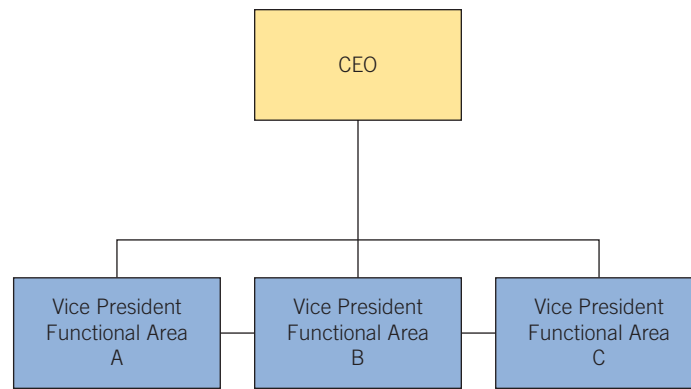 CEO
Vice President
Functional Area
A
Vice President
Functional Area
B
Vice President
Functional Area
C